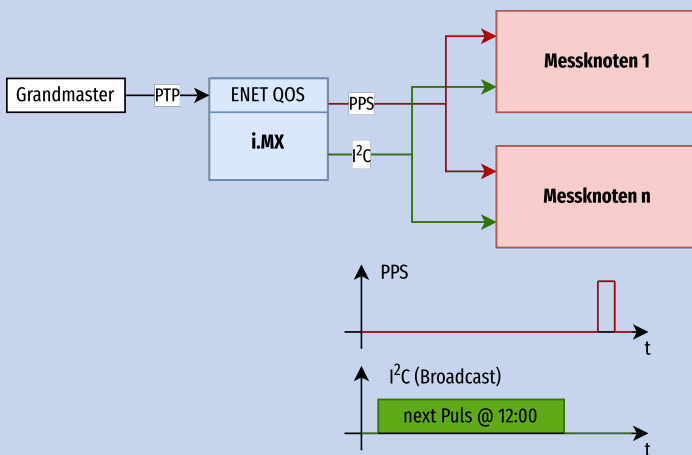 Grandmaster
PTP
ENET QOS
i.MX
PPS
I²C
Messknoten 1
Messknoten n
PPS
t
I²C (Broadcast)
next Puls @ 12:00
t